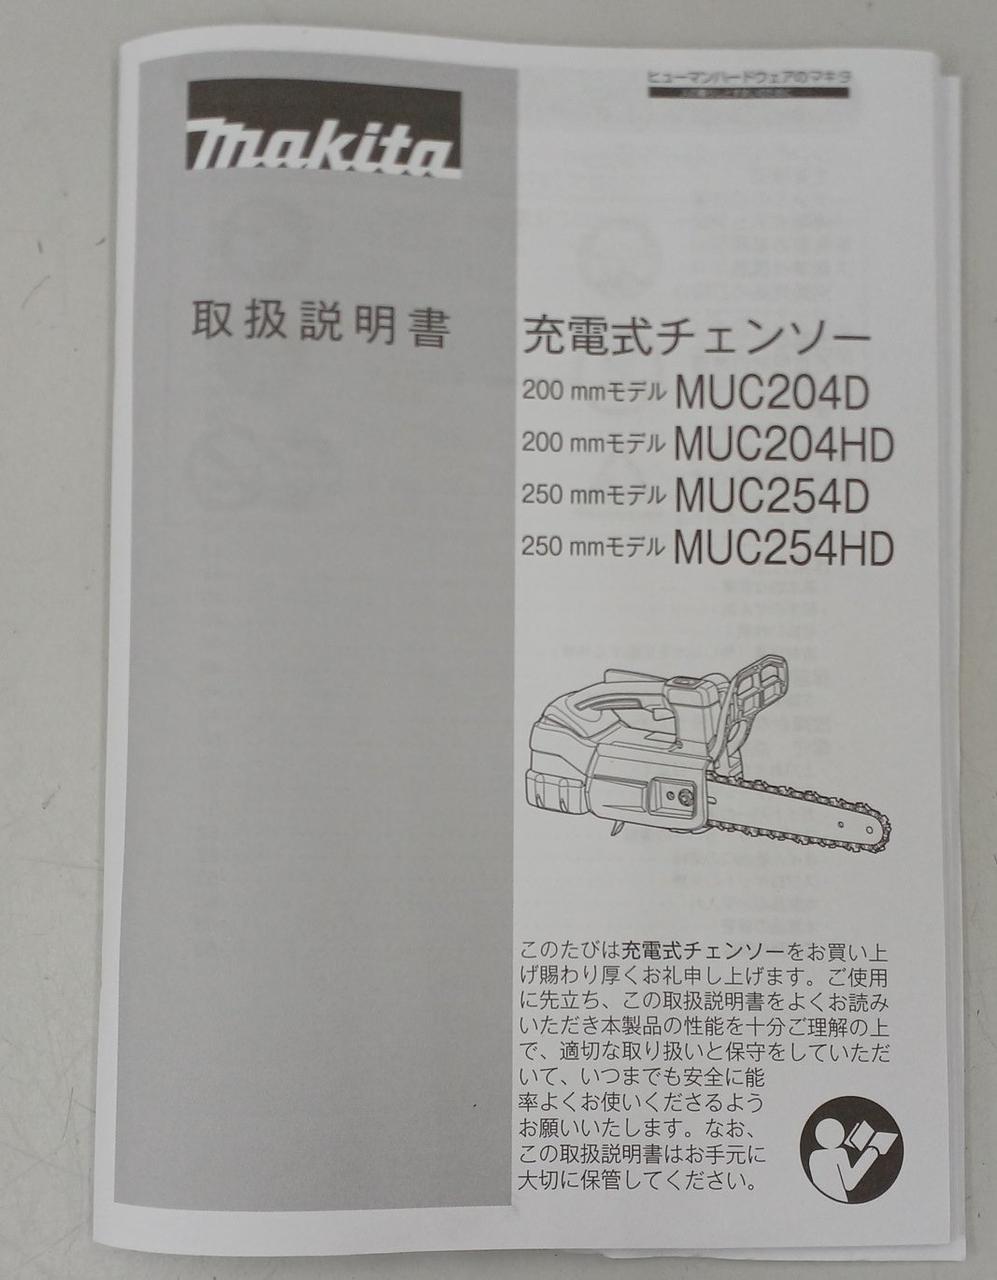 makita
ヒューマンハードウェアのマキタ
取扱説明書
充電式チェンソー
200 mmモデル MUC204D
200 mmモデル MUC204HD
250 mmモデル MUC254D
250 mmモデル MUC254HD
このたびは充電式チェンソーをお買い上
げ賜わり厚くお礼申し上げます。ご使用
に先立ち、この取扱説明書をよくお読み
いただき本製品の性能を十分ご理解の上
で、適切な取り扱いと保守をしていただ
いて、いつまでも安全に能
率よくお使いくださるよう
お願いいたします。なお、
この取扱説明書はお手元に
大切に保管してください。